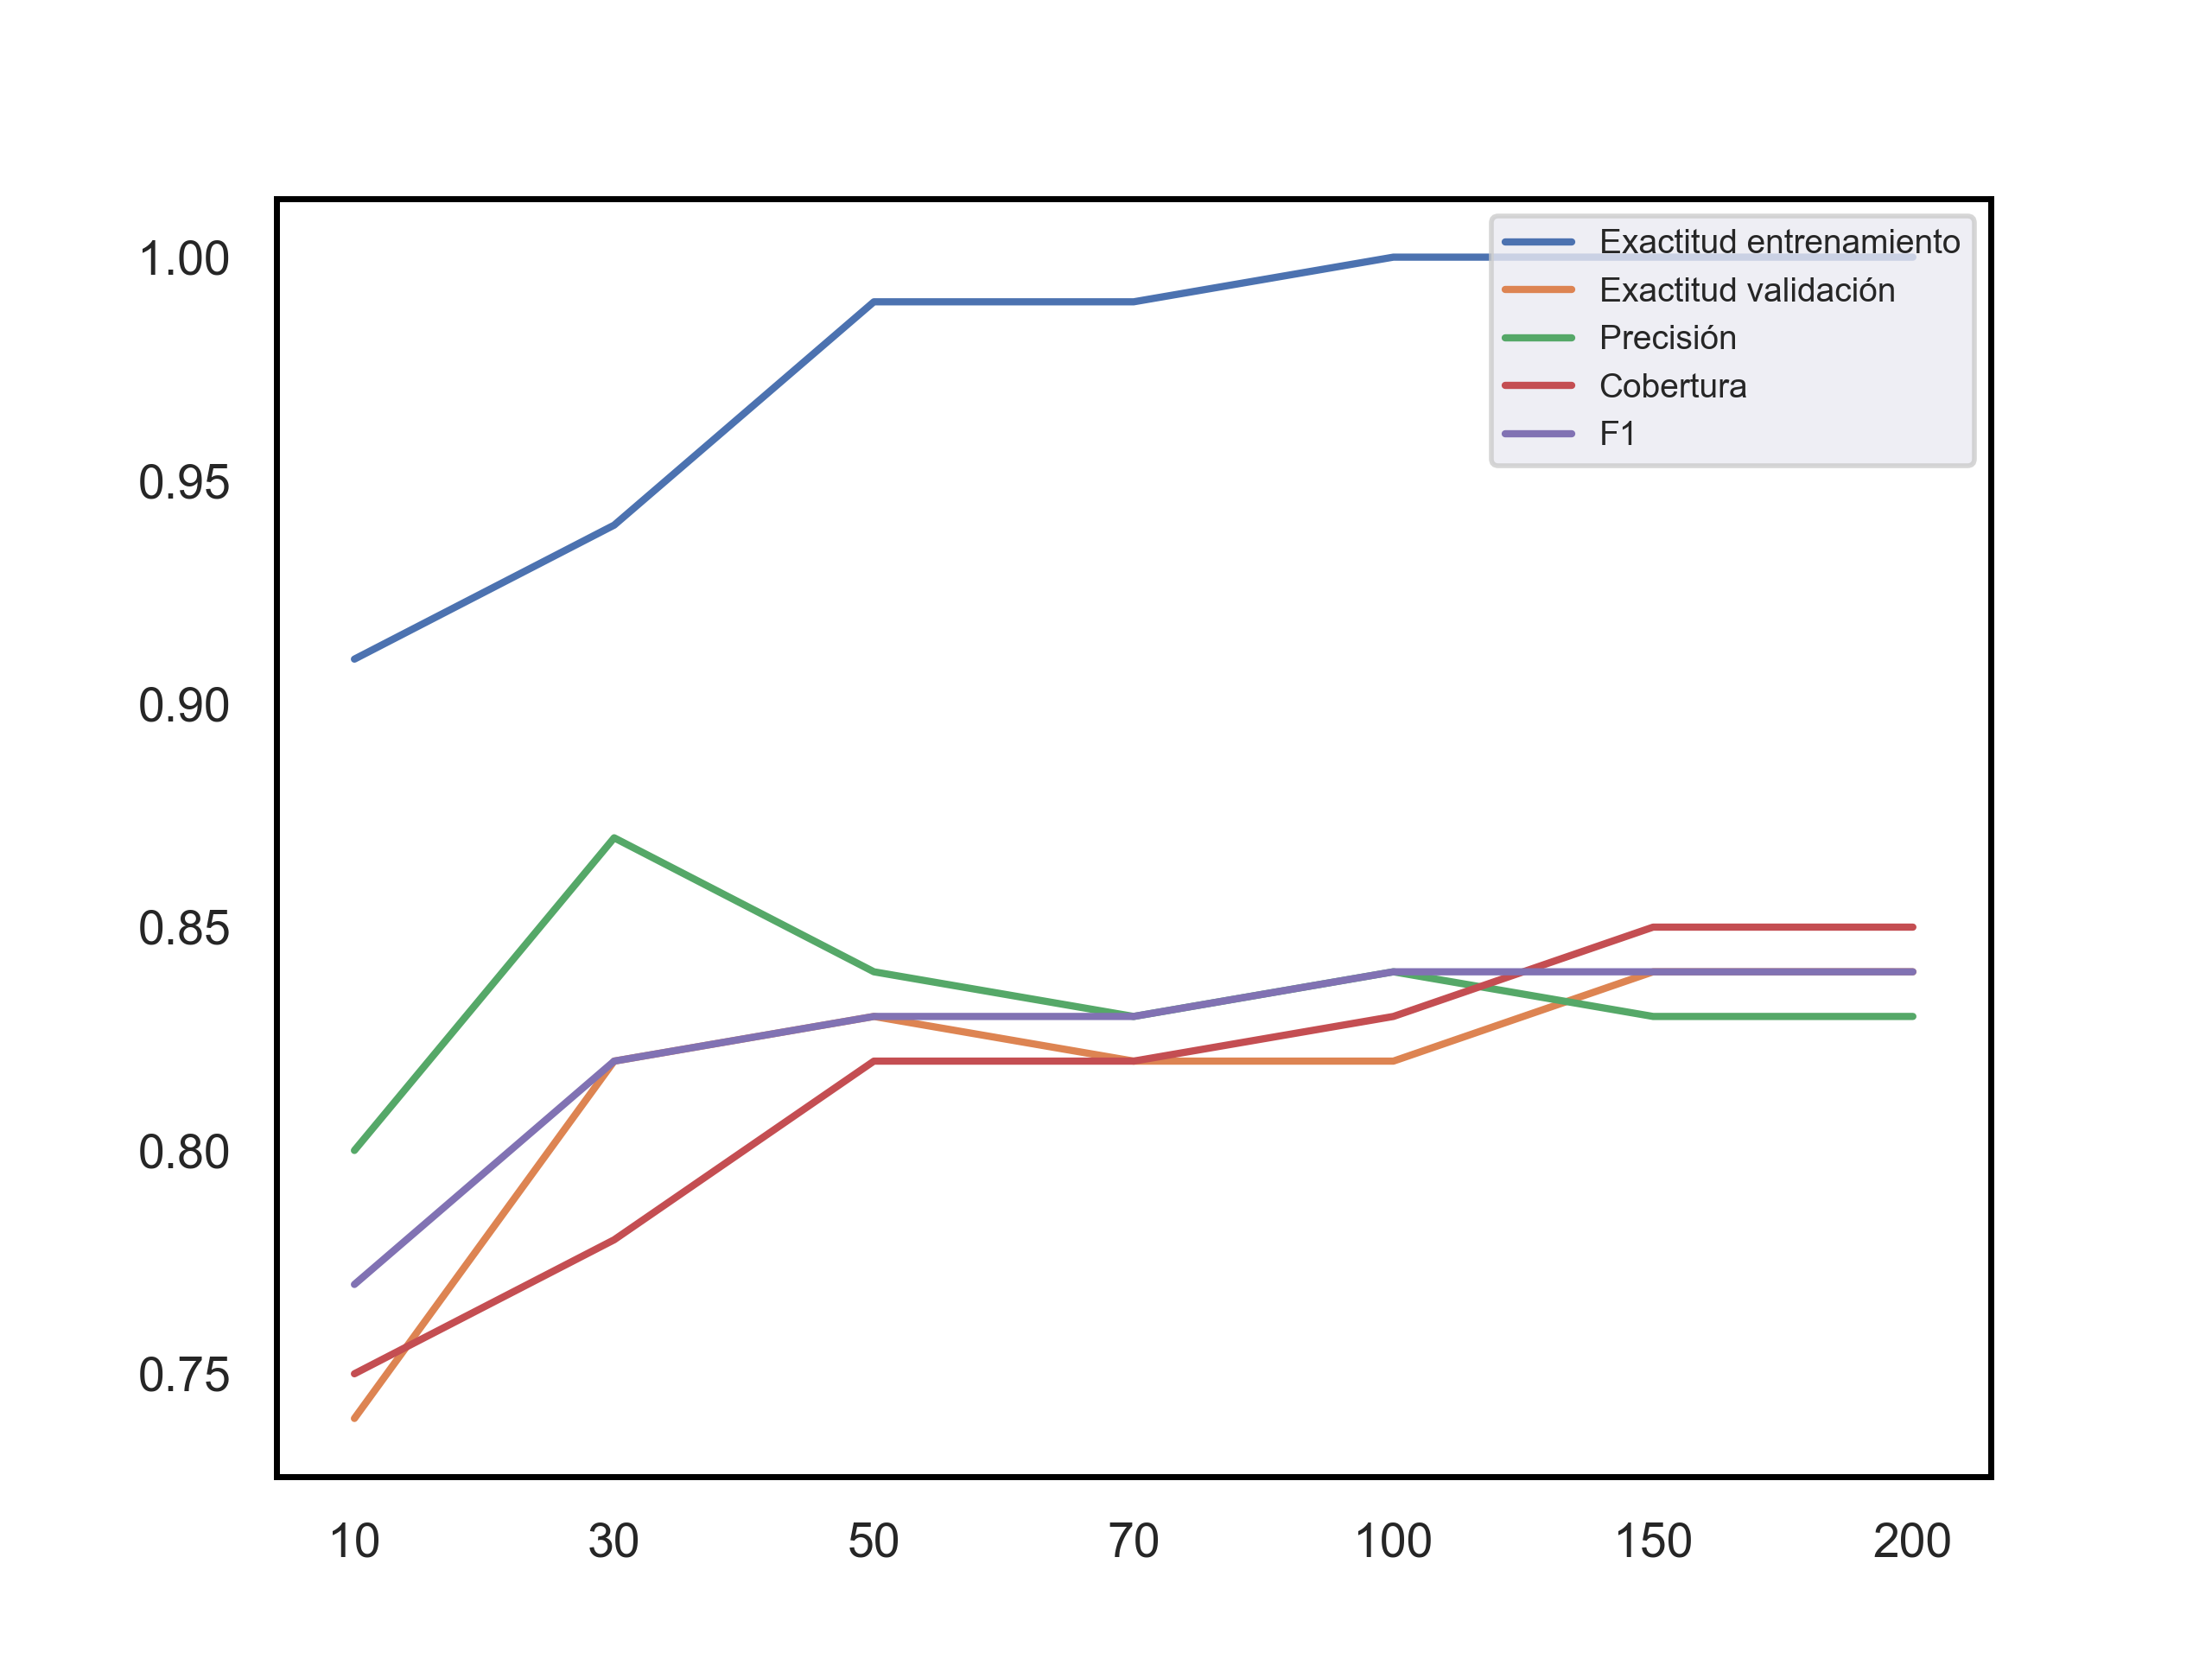 Exactitud entrenamiento
Exactitud validación
Precisión
Cobertura
F1
1.00
0.95
0.90
0.85
0.80
0.75
10 30 50 70 100 150 200